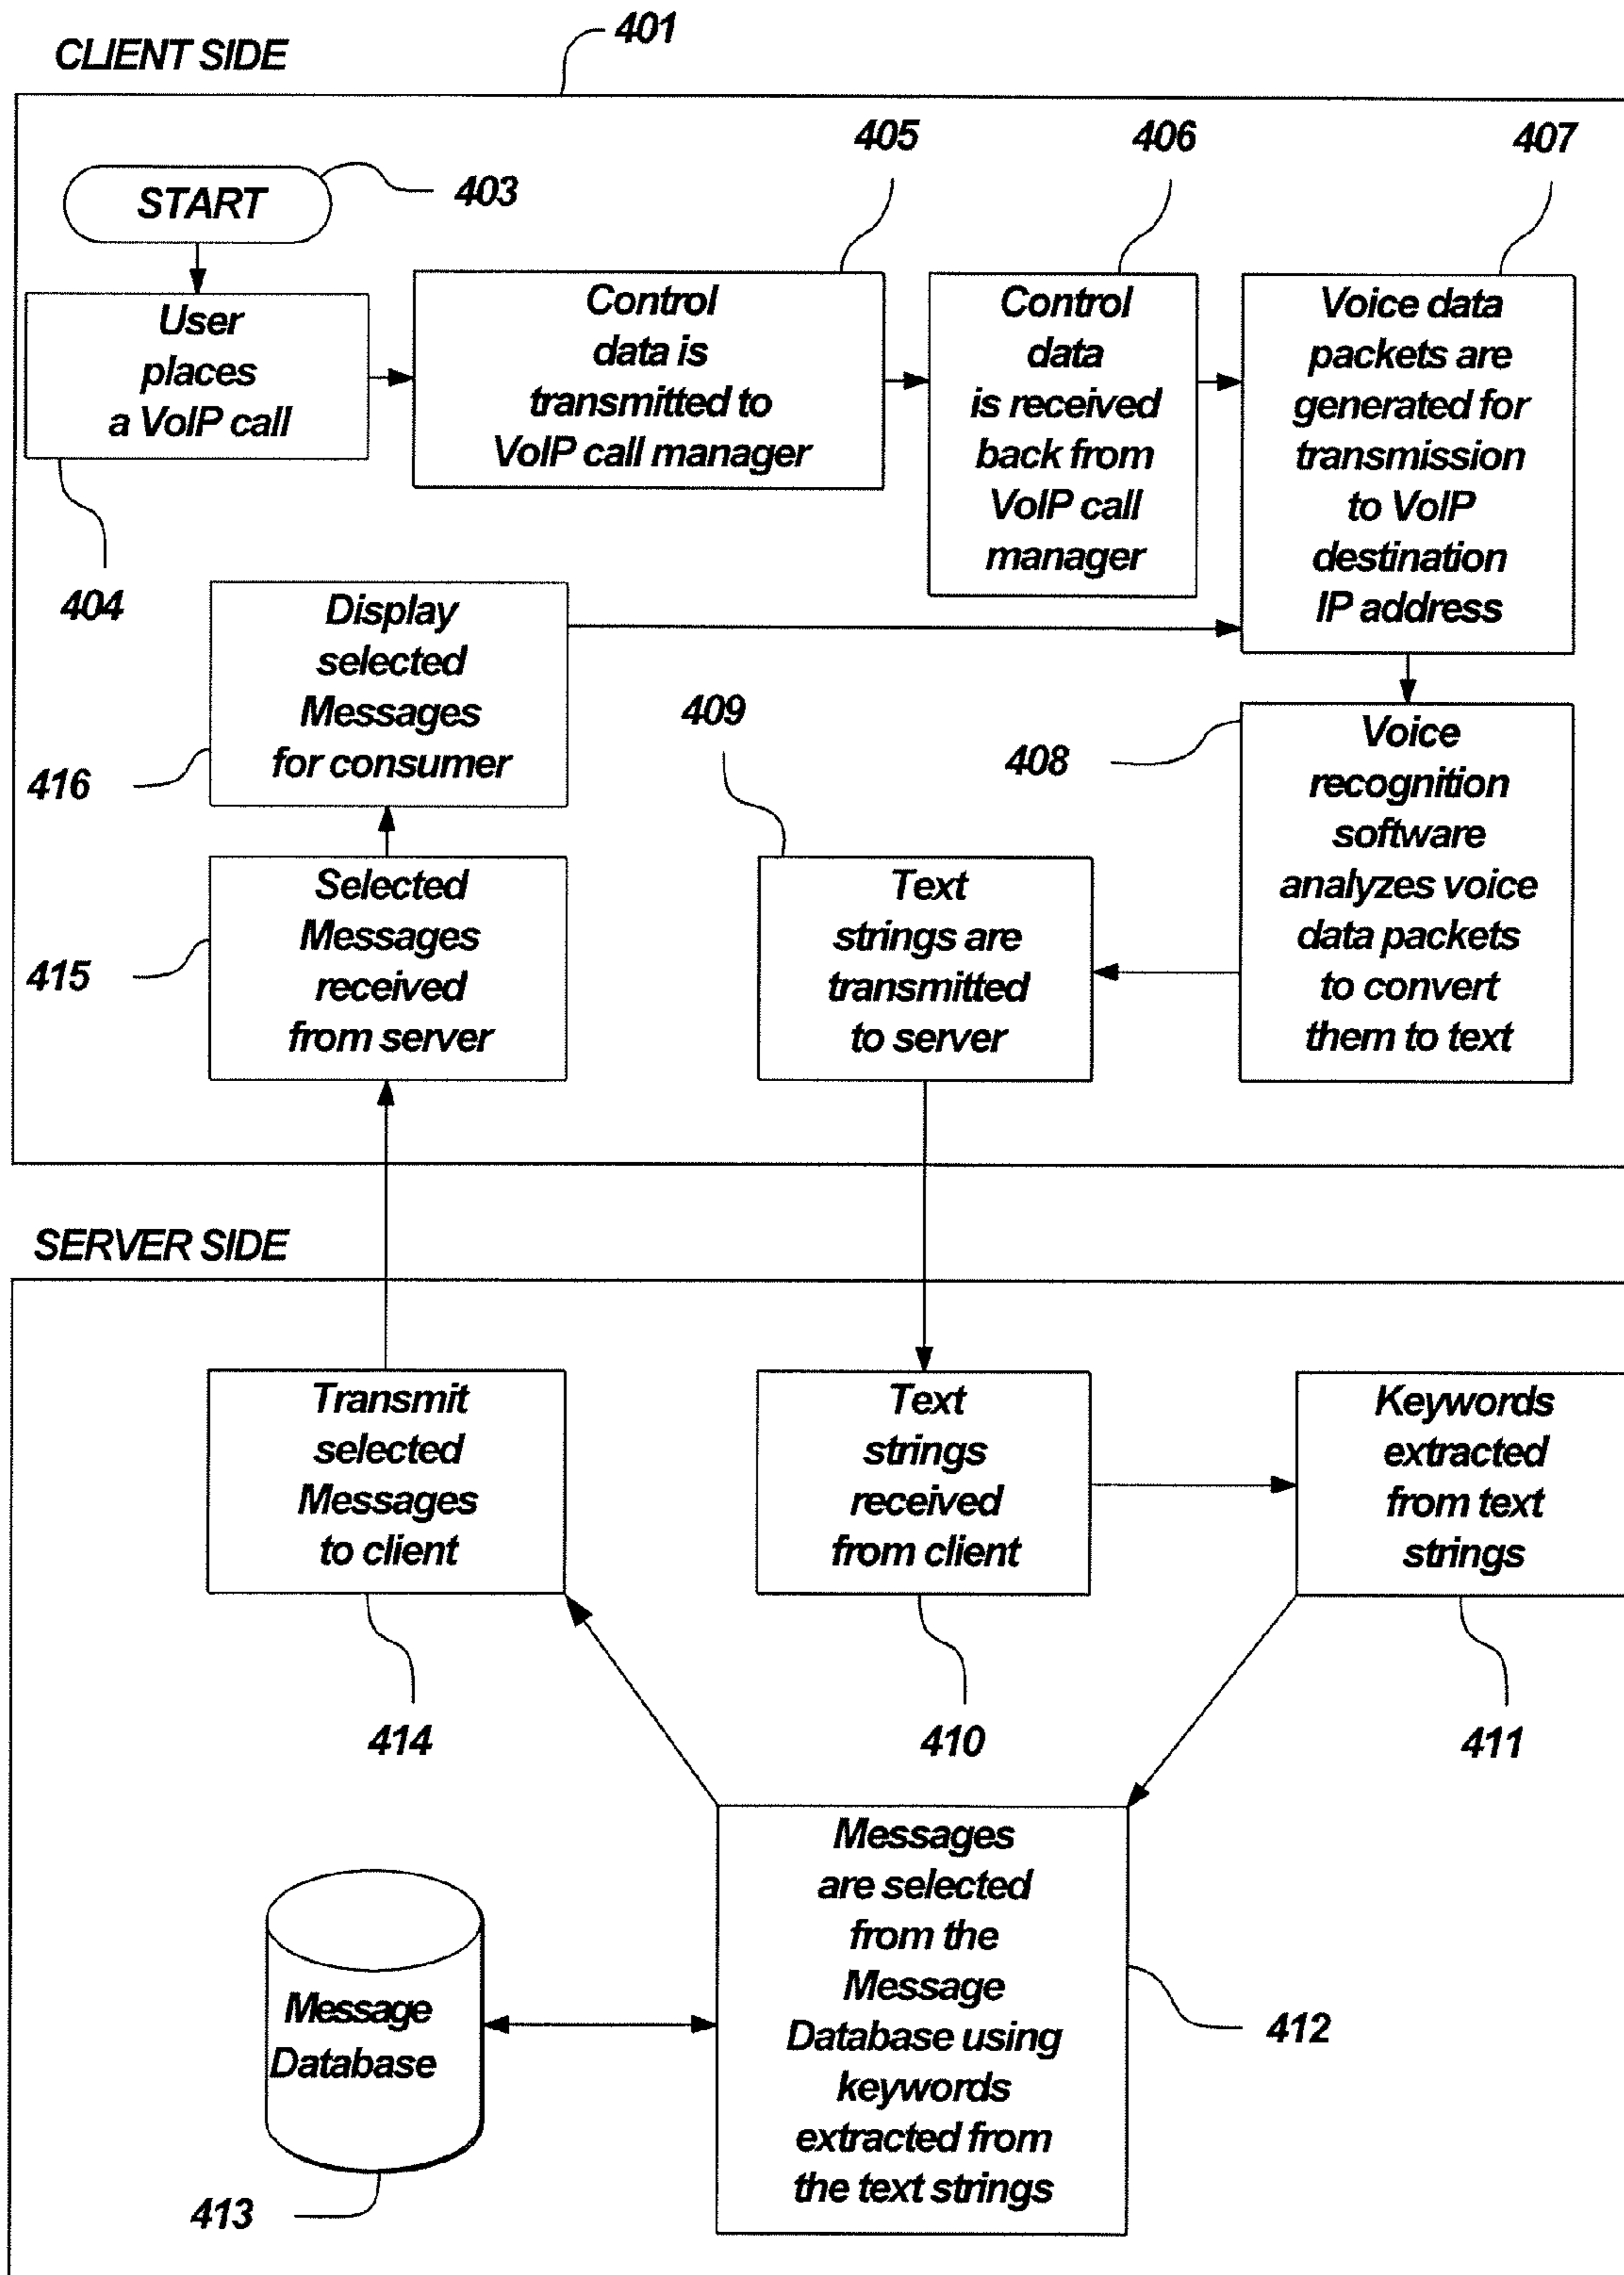 401
CLIENT SIDE
405
406
407
START
403
User
places
a VoIP call
Control
data is
transmitted to
VoIP call manager
Control
data
is received
back from
VoIP call
manager
Voice data
packets are
generated for
transmission
to VoIP
destination
IP address
404
Display
selected
Messages
for consumer
416
409
408
Voice
recognition
software
analyzes voice
data packets
to convert
them to text
Selected
Messages
received
from server
415
Text
strings are
transmitted
to server
SERVER SIDE
Transmit
selected
Messages
to client
Text
strings
received
from client
Keywords
extracted
from text
strings
414
410
411
Messages
are selected
from the
Message
Database using
keywords
extracted from
the text strings
412
Message
Database
413